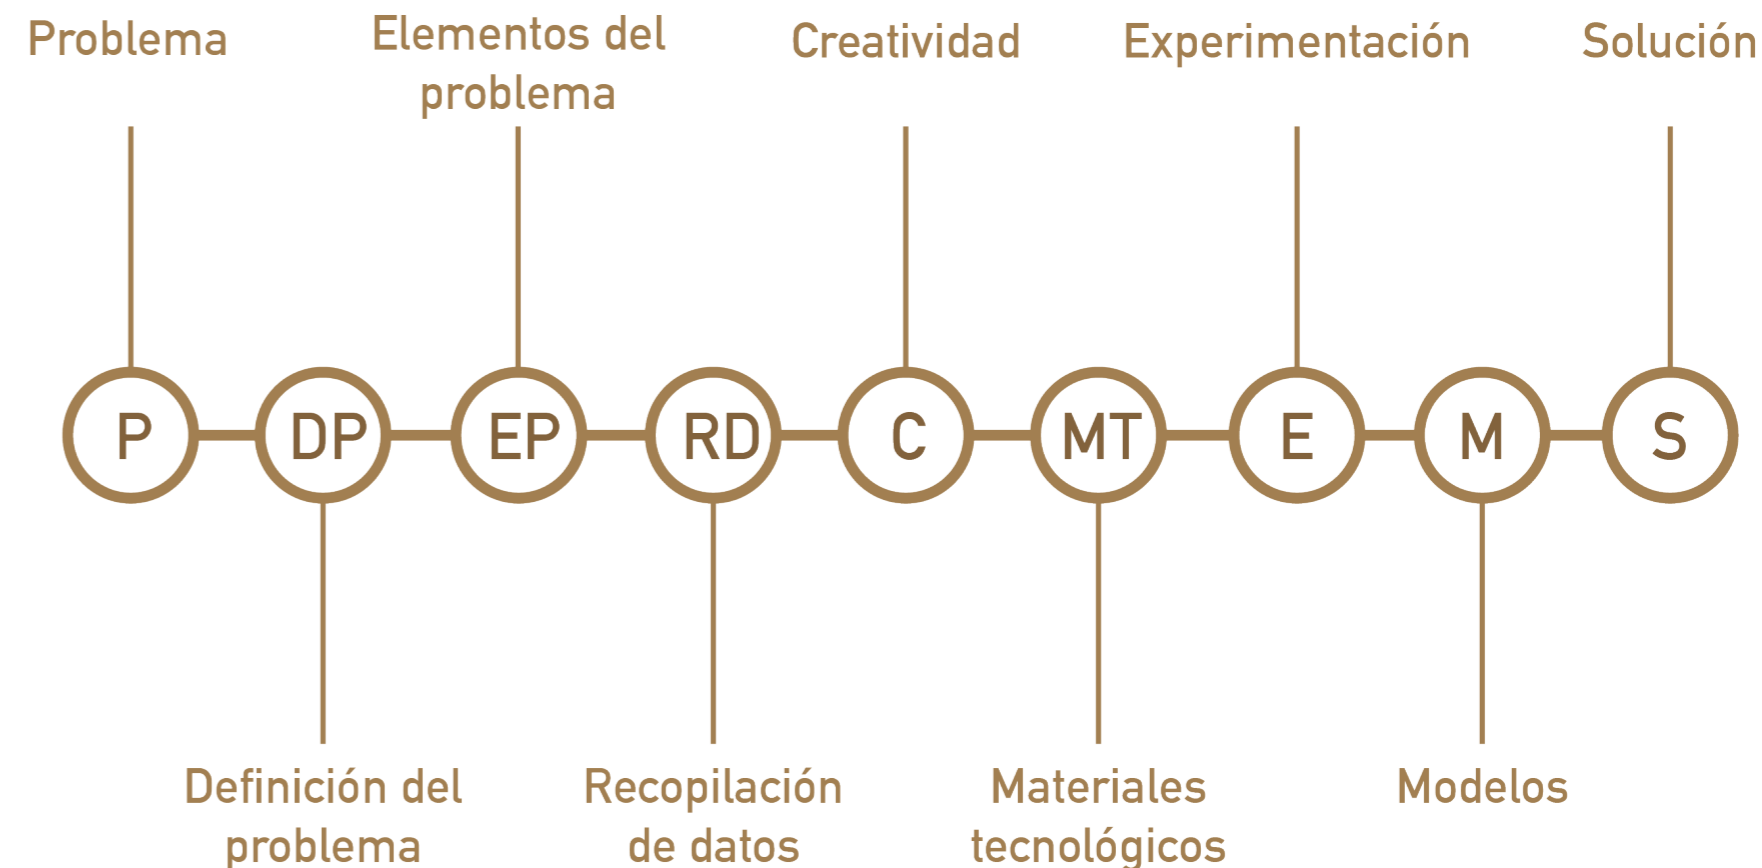 Problema
Elementos del
problema
Creatividad
Experimentación
Solución
P
DP
EP
RD
C
MT
E
M
S
Definición del
problema
Recopilación
de datos
Materiales
tecnológicos
Modelos